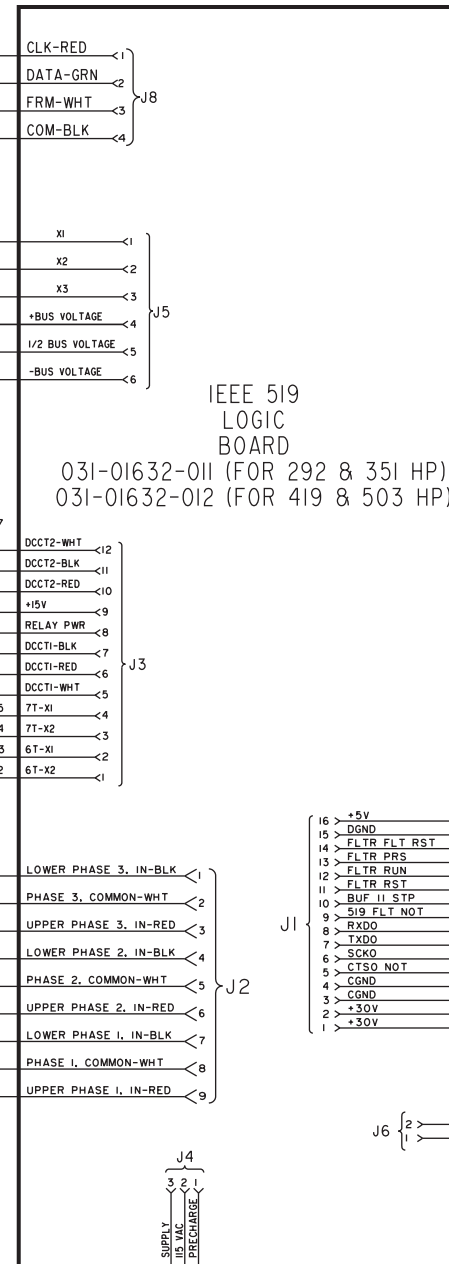 CLK-RED 1
DATA-GRN 2
FRM-WHT 3
COM-BLK 4
J8
X1 1
X2 2
X3 3
+BUS VOLTAGE 4
1/2 BUS VOLTAGE 5
-BUS VOLTAGE 6
J5
IEEE 519
LOGIC
BOARD
031-01632-011 (FOR 292 & 351 HP)
031-01632-012 (FOR 419 & 503 HP)
7
DCCT2-WHT 12
DCCT2-BLK 11
DCCT2-RED 10
+15V 9
RELAY PWR 8
DCCT1-BLK 7
DCCT1-RED 6
DCCT1-WHT 5
5 7T-X1 4
4 7T-X2 3
3 6T-X1 2
2 6T-X2 1
J3
16 +5V
15 DGND
14 FLTR FLT RST
13 FLTR PRS
12 FLTR RUN
11 FLTR RST
10 BUF 11 STP
9 519 FLT NOT
8 RXDO
7 TXDO
6 SCKO
5 CTSO NOT
4 CGND
3 CGND
2 +30V
1 +30V
J1
LOWER PHASE 3, IN-BLK 1
PHASE 3, COMMON-WHT 2
UPPER PHASE 3, IN-RED 3
LOWER PHASE 2, IN-BLK 4
PHASE 2, COMMON-WHT 5
UPPER PHASE 2, IN-RED 6
LOWER PHASE 1, IN-BLK 7
PHASE 1, COMMON-WHT 8
UPPER PHASE 1, IN-RED 9
J2
J6 2
1
J4
3 2 1
SUPPLY
115 VAC
PRECHARGE